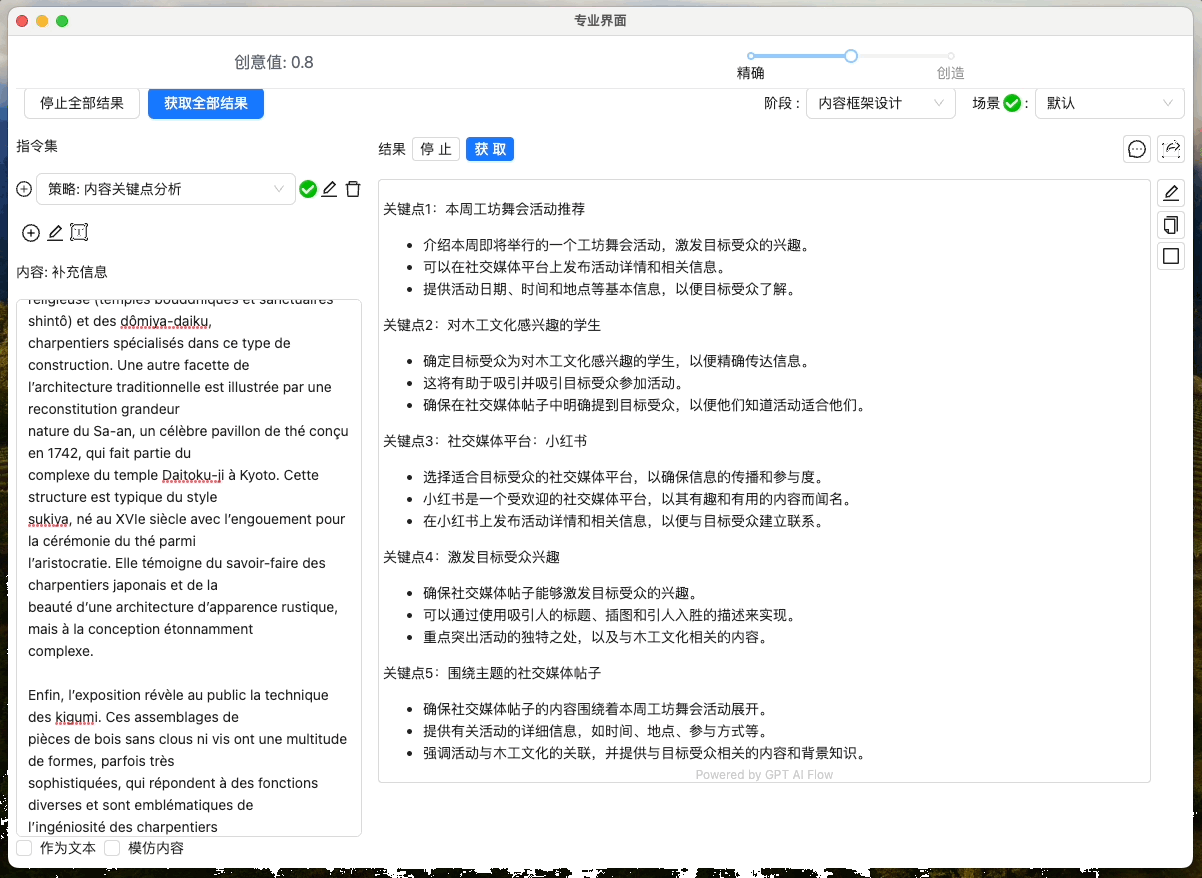 专业界面
创意值: 0.8
精确
创造
停止全部结果
获取全部结果
阶段 :
内容框架设计
场景
:
默认
指令集
策略: 内容关键点分析
内容: 补充信息
religieuse (temples bouddhiques et sanctuaires
shintô) et des dômiya-daiku,
charpentiers spécialisés dans ce type de
construction. Une autre facette de
l’architecture traditionnelle est illustrée par une
reconstitution grandeur
nature du Sa-an, un célèbre pavillon de thé conçu
en 1742, qui fait partie du
complexe du temple Daitoku-ji à Kyoto. Cette
structure est typique du style
sukiya, né au XVIe siècle avec l’engouement pour
la cérémonie du thé parmi
l’aristocratie. Elle témoigne du savoir-faire des
charpentiers japonais et de la
beauté d’une architecture d’apparence rustique,
mais à la conception étonnamment
complexe.
Enfin, l’exposition révèle au public la technique
des kigumi. Ces assemblages de
pièces de bois sans clous ni vis ont une multitude
de formes, parfois très
sophistiquées, qui répondent à des fonctions
diverses et sont emblématiques de
l’ingéniosité des charpentiers
作为文本
模仿内容
结果
停 止
获 取
关键点1：本周工坊舞会活动推荐
介绍本周即将举行的一个工坊舞会活动，激发目标受众的兴趣。
可以在社交媒体平台上发布活动详情和相关信息。
提供活动日期、时间和地点等基本信息，以便目标受众了解。
关键点2：对木工文化感兴趣的学生
确定目标受众为对木工文化感兴趣的学生，以便精确传达信息。
这将有助于吸引并吸引目标受众参加活动。
确保在社交媒体帖子中明确提到目标受众，以便他们知道活动适合他们。
关键点3：社交媒体平台：小红书
选择适合目标受众的社交媒体平台，以确保信息的传播和参与度。
小红书是一个受欢迎的社交媒体平台，以其有趣和有用的内容而闻名。
在小红书上发布活动详情和相关信息，以便与目标受众建立联系。
关键点4：激发目标受众兴趣
确保社交媒体帖子能够激发目标受众的兴趣。
可以通过使用吸引人的标题、插图和引人入胜的描述来实现。
重点突出活动的独特之处，以及与木工文化相关的内容。
关键点5：围绕主题的社交媒体帖子
确保社交媒体帖子的内容围绕着本周工坊舞会活动展开。
提供有关活动的详细信息，如时间、地点、参与方式等。
强调活动与木工文化的关联，并提供与目标受众相关的内容和背景知识。
Powered by GPT AI Flow